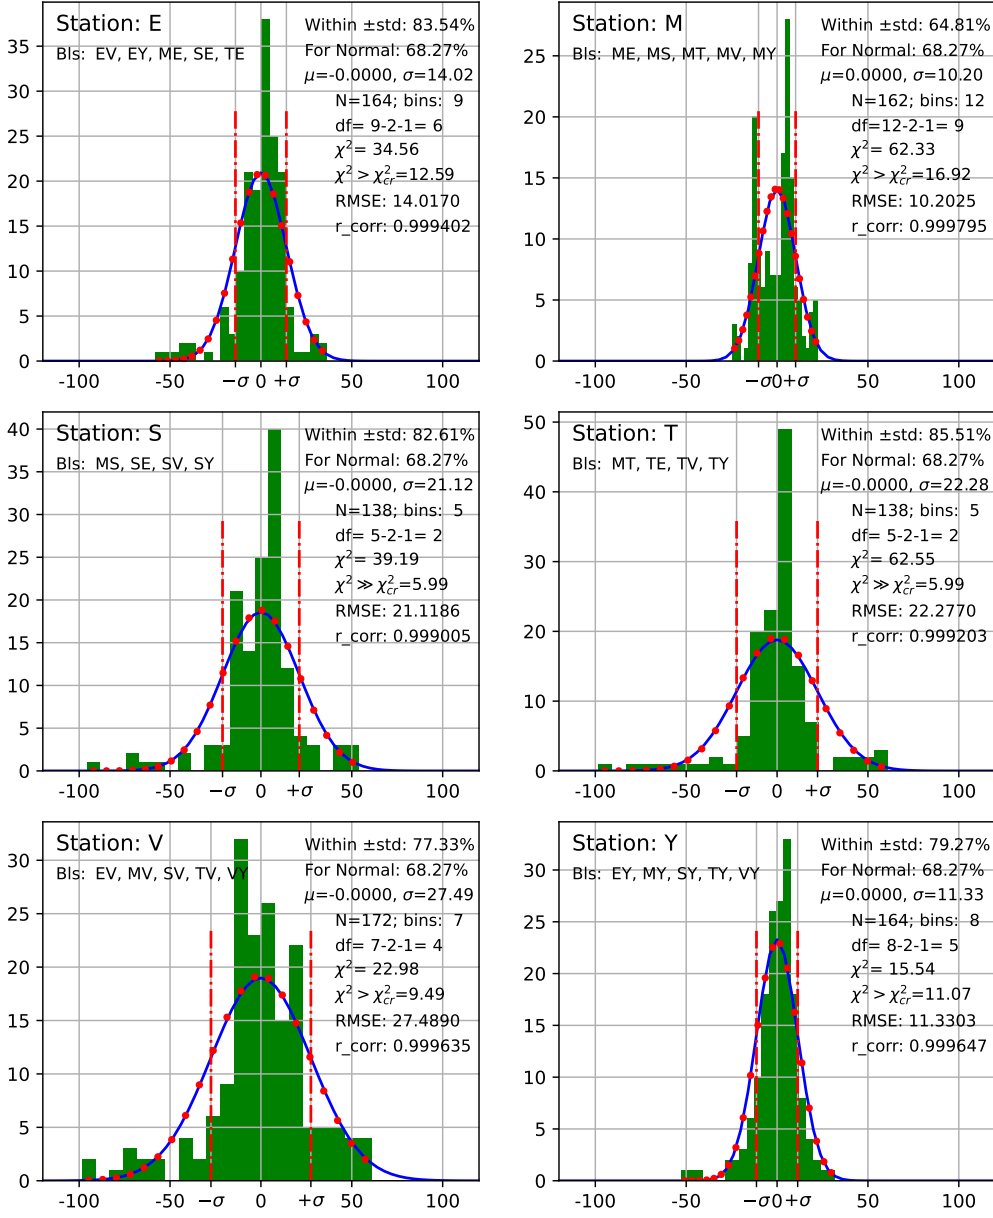 Station: E
Bls: EV, EY, ME, SE, TE
Within ±std: 83.54%
For Normal: 68.27%
μ=-0.0000, σ=14.02
N=164; bins: 9
df= 9-2-1= 6
χ²= 34.56
χ² > χ²cr=12.59
RMSE: 14.0170
r_corr: 0.999402
35
30
25
20
15
10
5
0
-100 -50 −σ 0 +σ 50 100
Station: M
Bls: ME, MS, MT, MV, MY
Within ±std: 64.81%
For Normal: 68.27%
μ=0.0000, σ=10.20
N=162; bins: 12
df=12-2-1= 9
χ²= 62.33
χ² > χ²cr=16.92
RMSE: 10.2025
r_corr: 0.999795
25
20
15
10
5
0
-100 -50 −σ 0 +σ 50 100
Station: S
Bls: MS, SE, SV, SY
Within ±std: 82.61%
For Normal: 68.27%
μ=-0.0000, σ=21.12
N=138; bins: 5
df= 5-2-1= 2
χ²= 39.19
χ² ≫ χ²cr=5.99
RMSE: 21.1186
r_corr: 0.999005
40
35
30
25
20
15
10
5
0
-100 -50 −σ 0 +σ 50 100
Station: T
Bls: MT, TE, TV, TY
Within ±std: 85.51%
For Normal: 68.27%
μ=-0.0000, σ=22.28
N=138; bins: 5
df= 5-2-1= 2
χ²= 62.55
χ² ≫ χ²cr=5.99
RMSE: 22.2770
r_corr: 0.999203
50
40
30
20
10
0
-100 -50 −σ 0 +σ 50 100
Station: V
Bls: EV, MV, SV, TV, VY
Within ±std: 77.33%
For Normal: 68.27%
μ=-0.0000, σ=27.49
N=172; bins: 7
df= 7-2-1= 4
χ²= 22.98
χ² > χ²cr=9.49
RMSE: 27.4890
r_corr: 0.999635
30
25
20
15
10
5
0
-100 -50 −σ 0 +σ 50 100
Station: Y
Bls: EY, MY, SY, TY, VY
Within ±std: 79.27%
For Normal: 68.27%
μ=0.0000, σ=11.33
N=164; bins: 8
df= 8-2-1= 5
χ²= 15.54
χ² > χ²cr=11.07
RMSE: 11.3303
r_corr: 0.999647
30
25
20
15
10
5
0
-100 -50 −σ 0 +σ 50 100